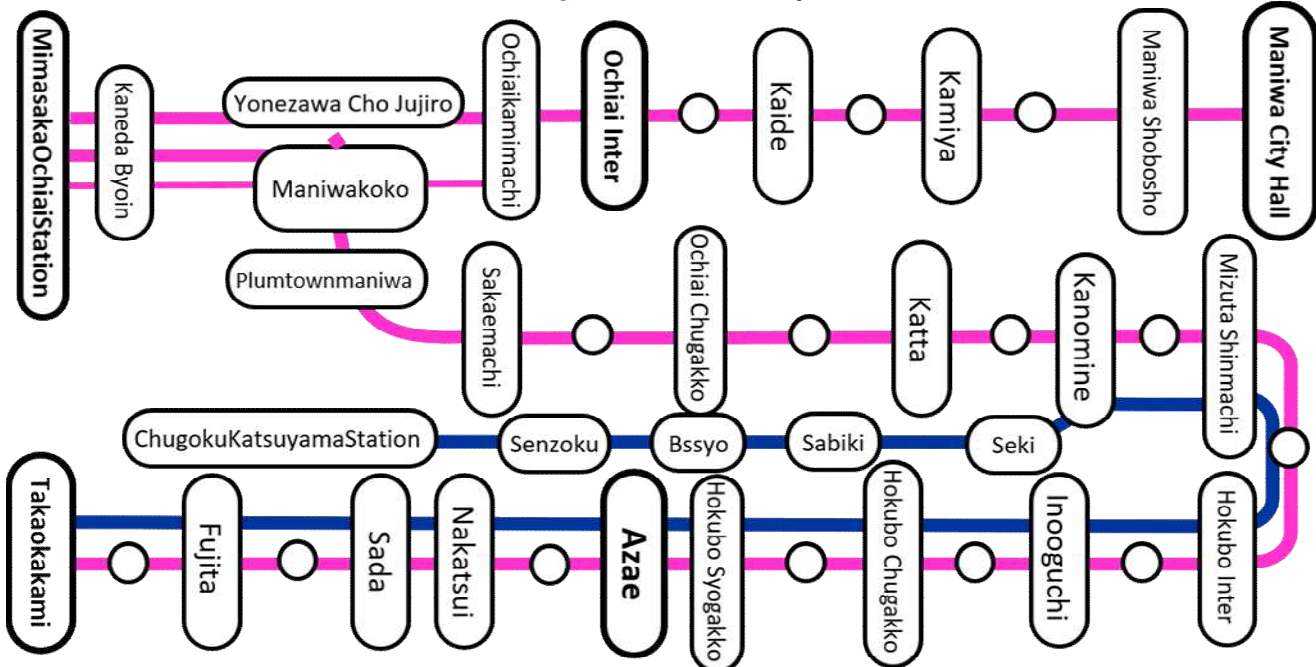 MimasakaOchiaiStation
Kaneda Byoin
Yonezawa Cho Jujiro
Maniwakoko
Plumtownmaniwa
Ochiaikamimachi
Ochiai Inter
Kaide
Kamiya
Maniwa Shobosho
Maniwa City Hall
Sakaemachi
Ochiai Chugakko
Katta
Kanomine
Mizuta Shinmachi
ChugokuKatsuyamaStation
Senzoku
Bssyo
Sabiki
Seki
Takaokakami
Fujita
Sada
Nakatsui
Azae
Hokubo Syogakko
Hokubo Chugakko
Inooguchi
Hokubo Inter